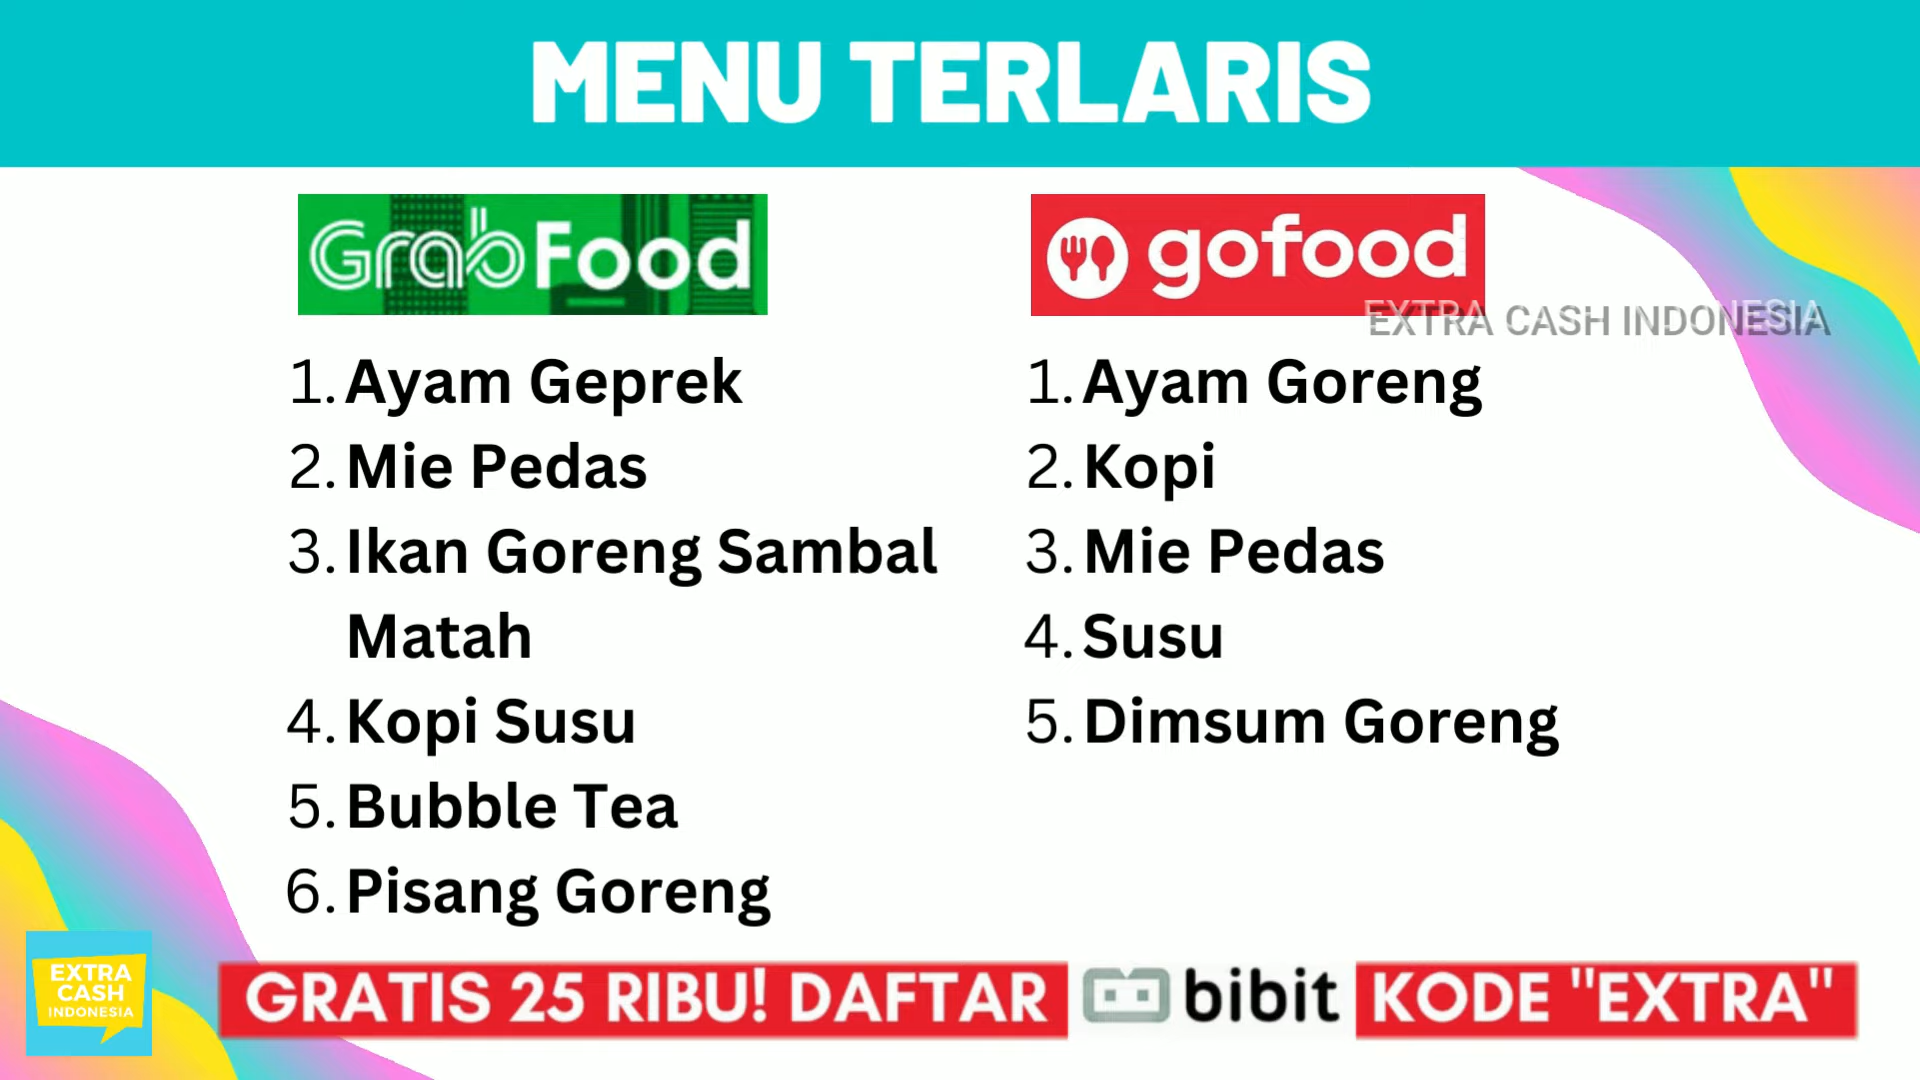 MENU TERLARIS
GrabFood
1. Ayam Geprek
2. Mie Pedas
3. Ikan Goreng Sambal
Matah
4. Kopi Susu
5. Bubble Tea
6. Pisang Goreng
gofood
EXTRA CASH INDONESIA
1. Ayam Goreng
2. Kopi
3. Mie Pedas
4. Susu
5. Dimsum Goreng
EXTRA
CASH
INDONESIA
GRATIS 25 RIBU! DAFTAR bibit KODE "EXTRA"